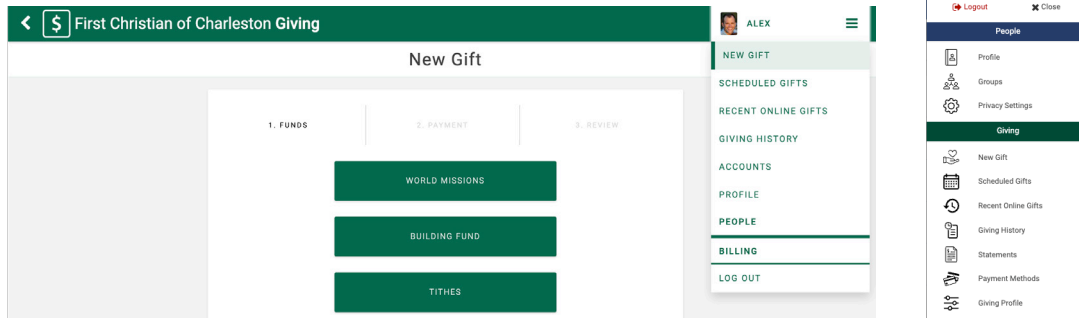 First Christian of Charleston Giving
ALEX
New Gift
1. FUNDS
2. PAYMENT
3. REVIEW
WORLD MISSIONS
BUILDING FUND
TITHES
NEW GIFT
SCHEDULED GIFTS
RECENT ONLINE GIFTS
GIVING HISTORY
ACCOUNTS
PROFILE
PEOPLE
BILLING
LOG OUT
Logout
Close
People
Profile
Groups
Privacy Settings
Giving
New Gift
Scheduled Gifts
Recent Online Gifts
Giving History
Statements
Payment Methods
Giving Profile